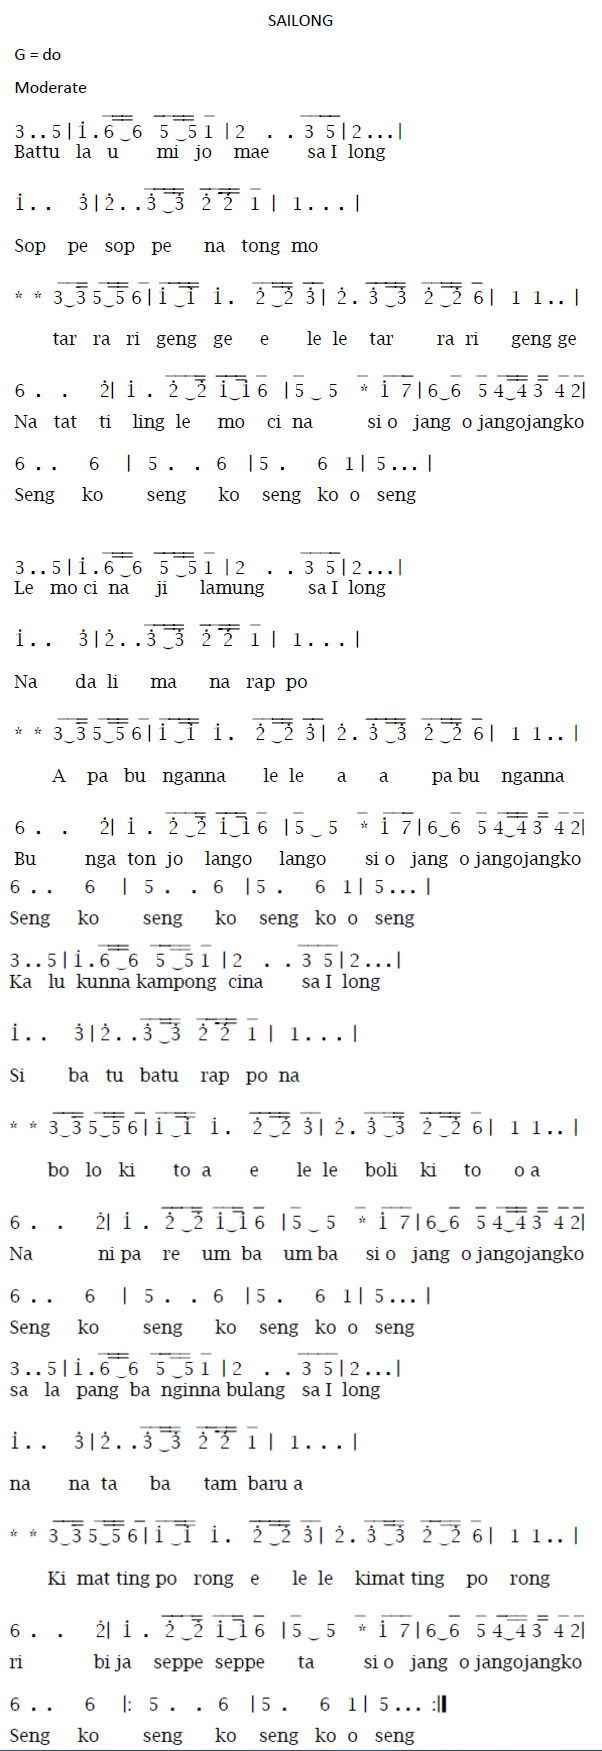 SAILONG
G = do
Moderate
3 . . 5 | i̇ . 6 6 5 5 1 | 2 . . 3 5 | 2 . . . |
Battu la u mi jo mae sa I long
i̇ . . 3̇ | 2̇ . . 3̇ 3̇ 2̇ 2̇ 1 | 1 . . . |
Sop pe sop pe na tong mo
* * 3 3 5 5 6 | i̇ i̇ i̇ . 2̇ 2̇ 3̇ | 2̇ . 3̇ 3̇ 2̇ 2̇ 6 | 1 1 . . |
tar ra ri geng ge e le le tar ra ri geng ge
6 . . 2̇ | i̇ . 2̇ 2̇ i̇ i̇ 6 | 5 5 * i̇ 7 | 6 6 5 4 4 3 4 2 |
Na tat ti ling le mo ci na si o jang o jangojangko
6 . . 6 | 5 . . 6 | 5 . 6 1 | 5 . . . |
Seng ko seng ko seng ko o seng
3 . . 5 | i̇ . 6 6 5 5 1 | 2 . . 3 5 | 2 . . . |
Le mo ci na ji lamung sa I long
i̇ . . 3̇ | 2̇ . . 3̇ 3̇ 2̇ 2̇ 1 | 1 . . . |
Na da li ma na rap po
* * 3 3 5 5 6 | i̇ i̇ i̇ . 2̇ 2̇ 3̇ | 2̇ . 3̇ 3̇ 2̇ 2̇ 6 | 1 1 . . |
A pa bu nganna le le a a pa bu nganna
6 . . 2̇ | i̇ . 2̇ 2̇ i̇ i̇ 6 | 5 5 * i̇ 7 | 6 6 5 4 4 3 4 2 |
Bu nga ton jo lango lango si o jang o jangojangko
6 . . 6 | 5 . . 6 | 5 . 6 1 | 5 . . . |
Seng ko seng ko seng ko o seng
3 . . 5 | i̇ . 6 6 5 5 1 | 2 . . 3 5 | 2 . . . |
Ka lu kunna kampong cina sa I long
i̇ . . 3̇ | 2̇ . . 3̇ 3̇ 2̇ 2̇ 1 | 1 . . . |
Si ba tu batu rap po na
* * 3 3 5 5 6 | i̇ i̇ i̇ . 2̇ 2̇ 3̇ | 2̇ . 3̇ 3̇ 2̇ 2̇ 6 | 1 1 . . |
bo lo ki to a e le le boli ki to o a
6 . . 2̇ | i̇ . 2̇ 2̇ i̇ i̇ 6 | 5 5 * i̇ 7 | 6 6 5 4 4 3 4 2 |
Na ni pa re um ba um ba si o jang o jangojangko
6 . . 6 | 5 . . 6 | 5 . 6 1 | 5 . . . |
Seng ko seng ko seng ko o seng
3 . . 5 | i̇ . 6 6 5 5 1 | 2 . . 3 5 | 2 . . . |
sa la pang ba nginna bulang sa I long
i̇ . . 3̇ | 2̇ . . 3̇ 3̇ 2̇ 2̇ 1 | 1 . . . |
na na ta ba tam baru a
* * 3 3 5 5 6 | i̇ i̇ i̇ . 2̇ 2̇ 3̇ | 2̇ . 3̇ 3̇ 2̇ 2̇ 6 | 1 1 . . |
Ki mat ting po rong e le le kimat ting po rong
6 . . 2̇ | i̇ . 2̇ 2̇ i̇ i̇ 6 | 5 5 * i̇ 7 | 6 6 5 4 4 3 4 2 |
ri bi ja seppe seppe ta si o jang o jangojangko
6 . . 6 |: 5 . . 6 | 5 . 6 1 | 5 . . . :||
Seng ko seng ko seng ko o seng